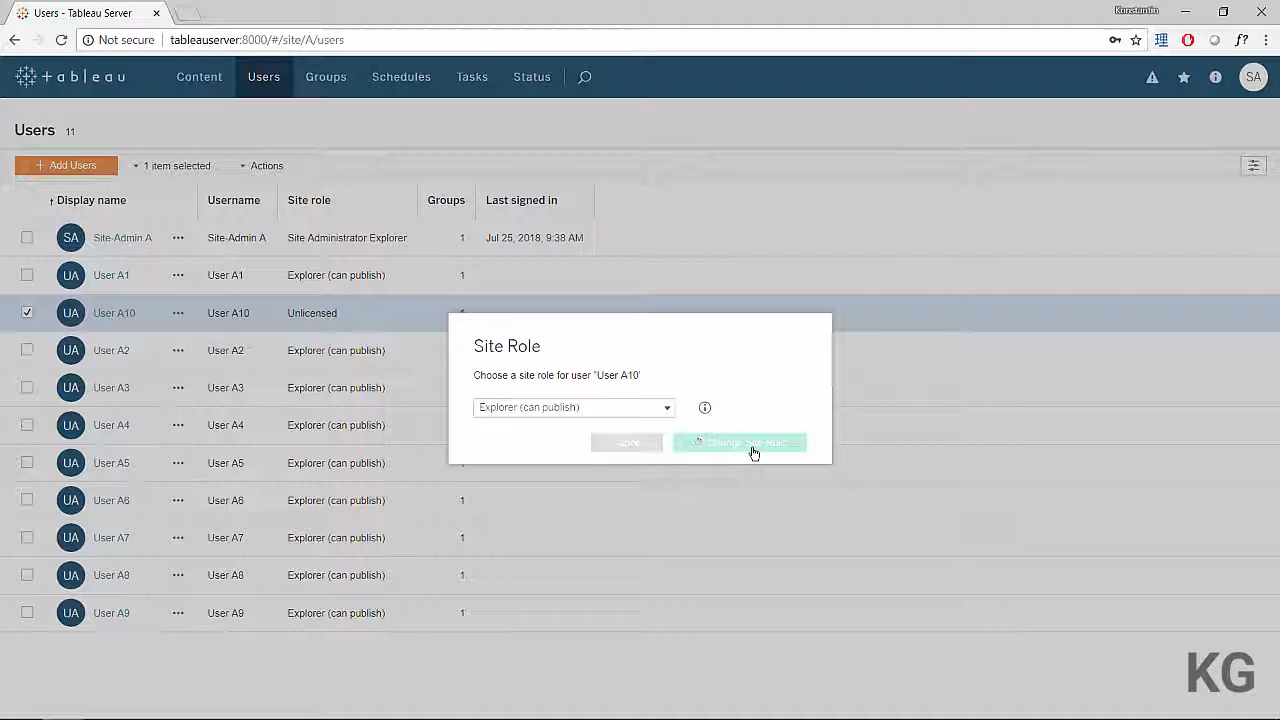 Users - Tableau Server
Konstantin
Not secure
tableauserver:8000/#/site/A/users
f?
+ a b l e a u
Content
Users
Groups
Schedules
Tasks
Status
SA
Users 11
+ Add Users
1 item selected
Actions
↑ Display name
Username
Site role
Groups
Last signed in
SA Site-Admin A ••• Site-Admin A Site Administrator Explorer 1 Jul 25, 2018, 9:38 AM
UA User A1 ••• User A1 Explorer (can publish) 1
UA User A10 ••• User A10 Unlicensed
UA User A2 ••• User A2 Explorer (can publish)
UA User A3 ••• User A3 Explorer (can publish)
UA User A4 ••• User A4 Explorer (can publish)
UA User A5 ••• User A5 Explorer (can publish)
UA User A6 ••• User A6 Explorer (can publish) 1
UA User A7 ••• User A7 Explorer (can publish) 1
UA User A8 ••• User A8 Explorer (can publish) 1
UA User A9 ••• User A9 Explorer (can publish) 1
Site Role
Choose a site role for user 'User A10'
Explorer (can publish)
Change Site Role
KG